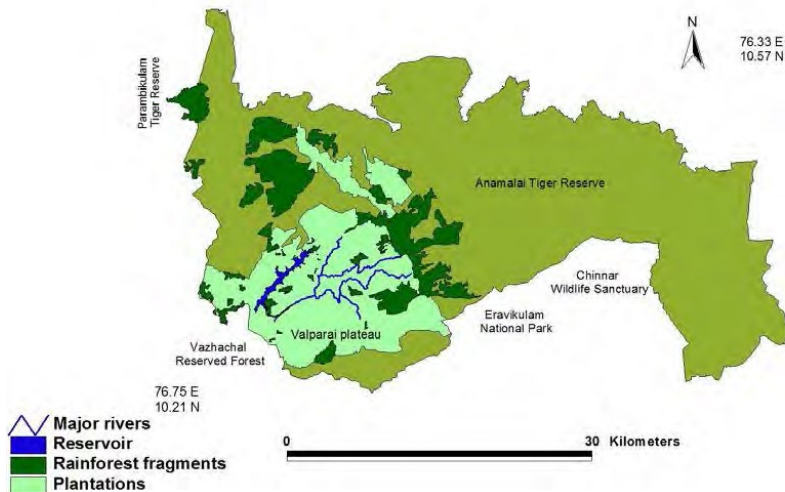 N
76.33 E
10.57 N
Parambikulam
Tiger Reserve
Anamalai Tiger Reserve
Chinnar
Wildlife Sanctuary
Eravikulam
National Park
Valparai plateau
Vazhachal
Reserved Forest
76.75 E
10.21 N
Major rivers
Reservoir
Rainforest fragments
Plantations
0
30
Kilometers